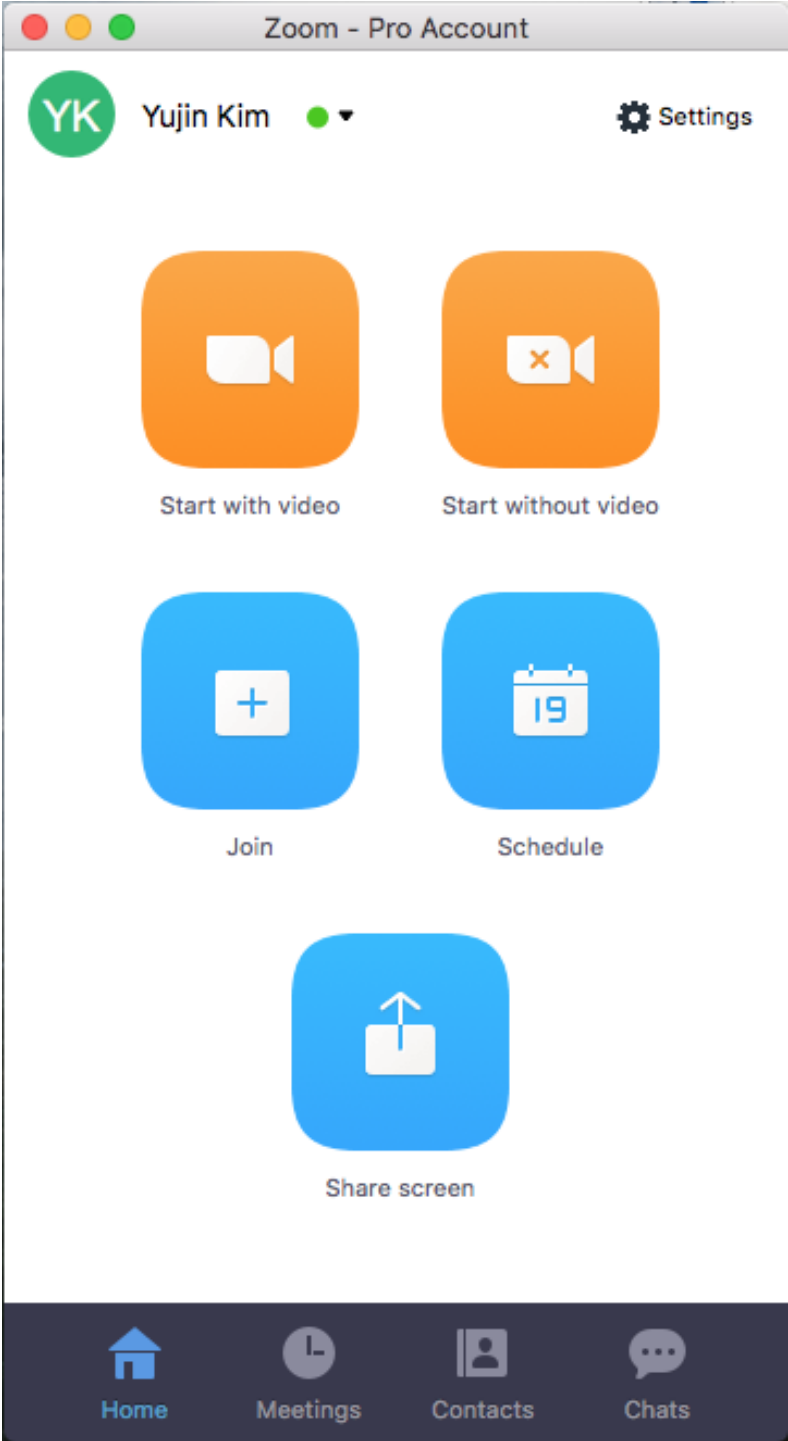 Zoom - Pro Account
YK Yujin Kim Settings
Start with video Start without video
19
Join Schedule
Share screen
Home Meetings Contacts Chats